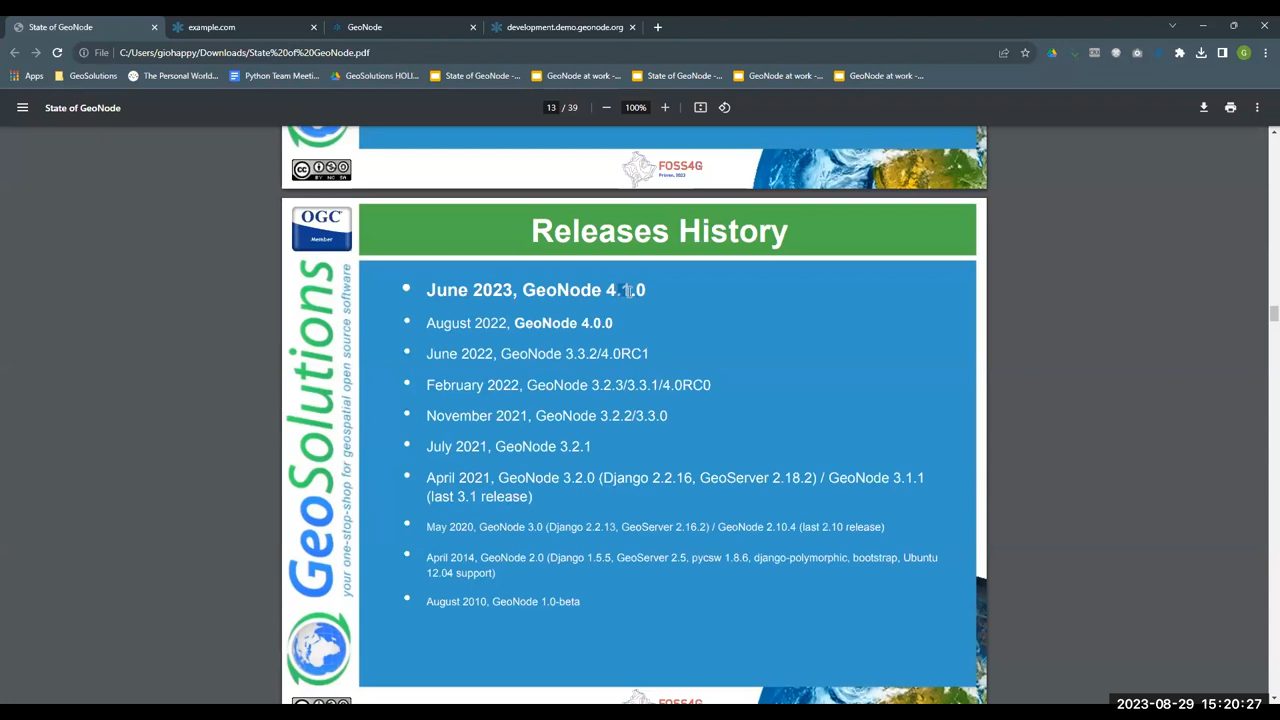 State of GeoNode
example.com
GeoNode
development.demo.geonode.org
File
C:/Users/giohappy/Downloads/State%20of%20GeoNode.pdf
G
Apps
GeoSolutions
The Personal World...
Python Team Meeti...
GeoSolutions HOLI...
State of GeoNode -...
GeoNode at work -...
State of GeoNode -...
GeoNode at work -...
GeoNode at work -...
State of GeoNode
13 / 39
100%
CC
BY NC SA
FOSS4G
OGC
Member
Releases History
GeoSolutions
your one-stop-shop for geospatial open source software
• June 2023, GeoNode 4.1.0
• August 2022, GeoNode 4.0.0
• June 2022, GeoNode 3.3.2/4.0RC1
• February 2022, GeoNode 3.2.3/3.3.1/4.0RC0
• November 2021, GeoNode 3.2.2/3.3.0
• July 2021, GeoNode 3.2.1
• April 2021, GeoNode 3.2.0 (Django 2.2.16, GeoServer 2.18.2) / GeoNode 3.1.1
(last 3.1 release)
• May 2020, GeoNode 3.0 (Django 2.2.13, GeoServer 2.16.2) / GeoNode 2.10.4 (last 2.10 release)
• April 2014, GeoNode 2.0 (Django 1.5.5, GeoServer 2.5, pycsw 1.8.6, django-polymorphic, bootstrap, Ubuntu
12.04 support)
• August 2010, GeoNode 1.0-beta
FOSS4G
2023-08-29 15:20:27